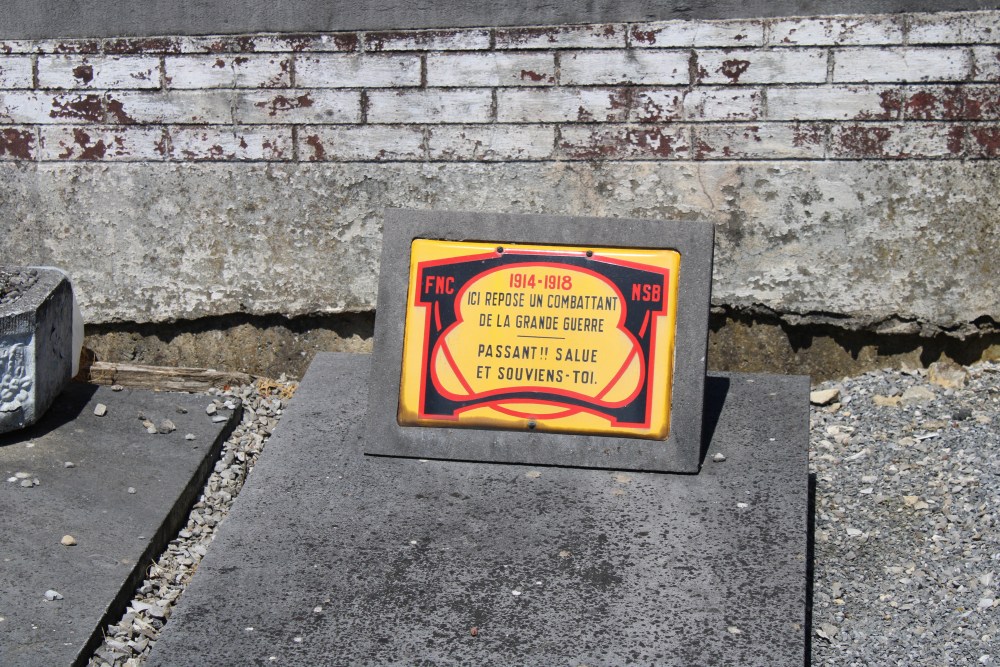 FNC
1914-1918
NSB
ICI REPOSE UN COMBATTANT
DE LA GRANDE GUERRE
PASSANT!! SALUE
ET SOUVIENS-TOI.